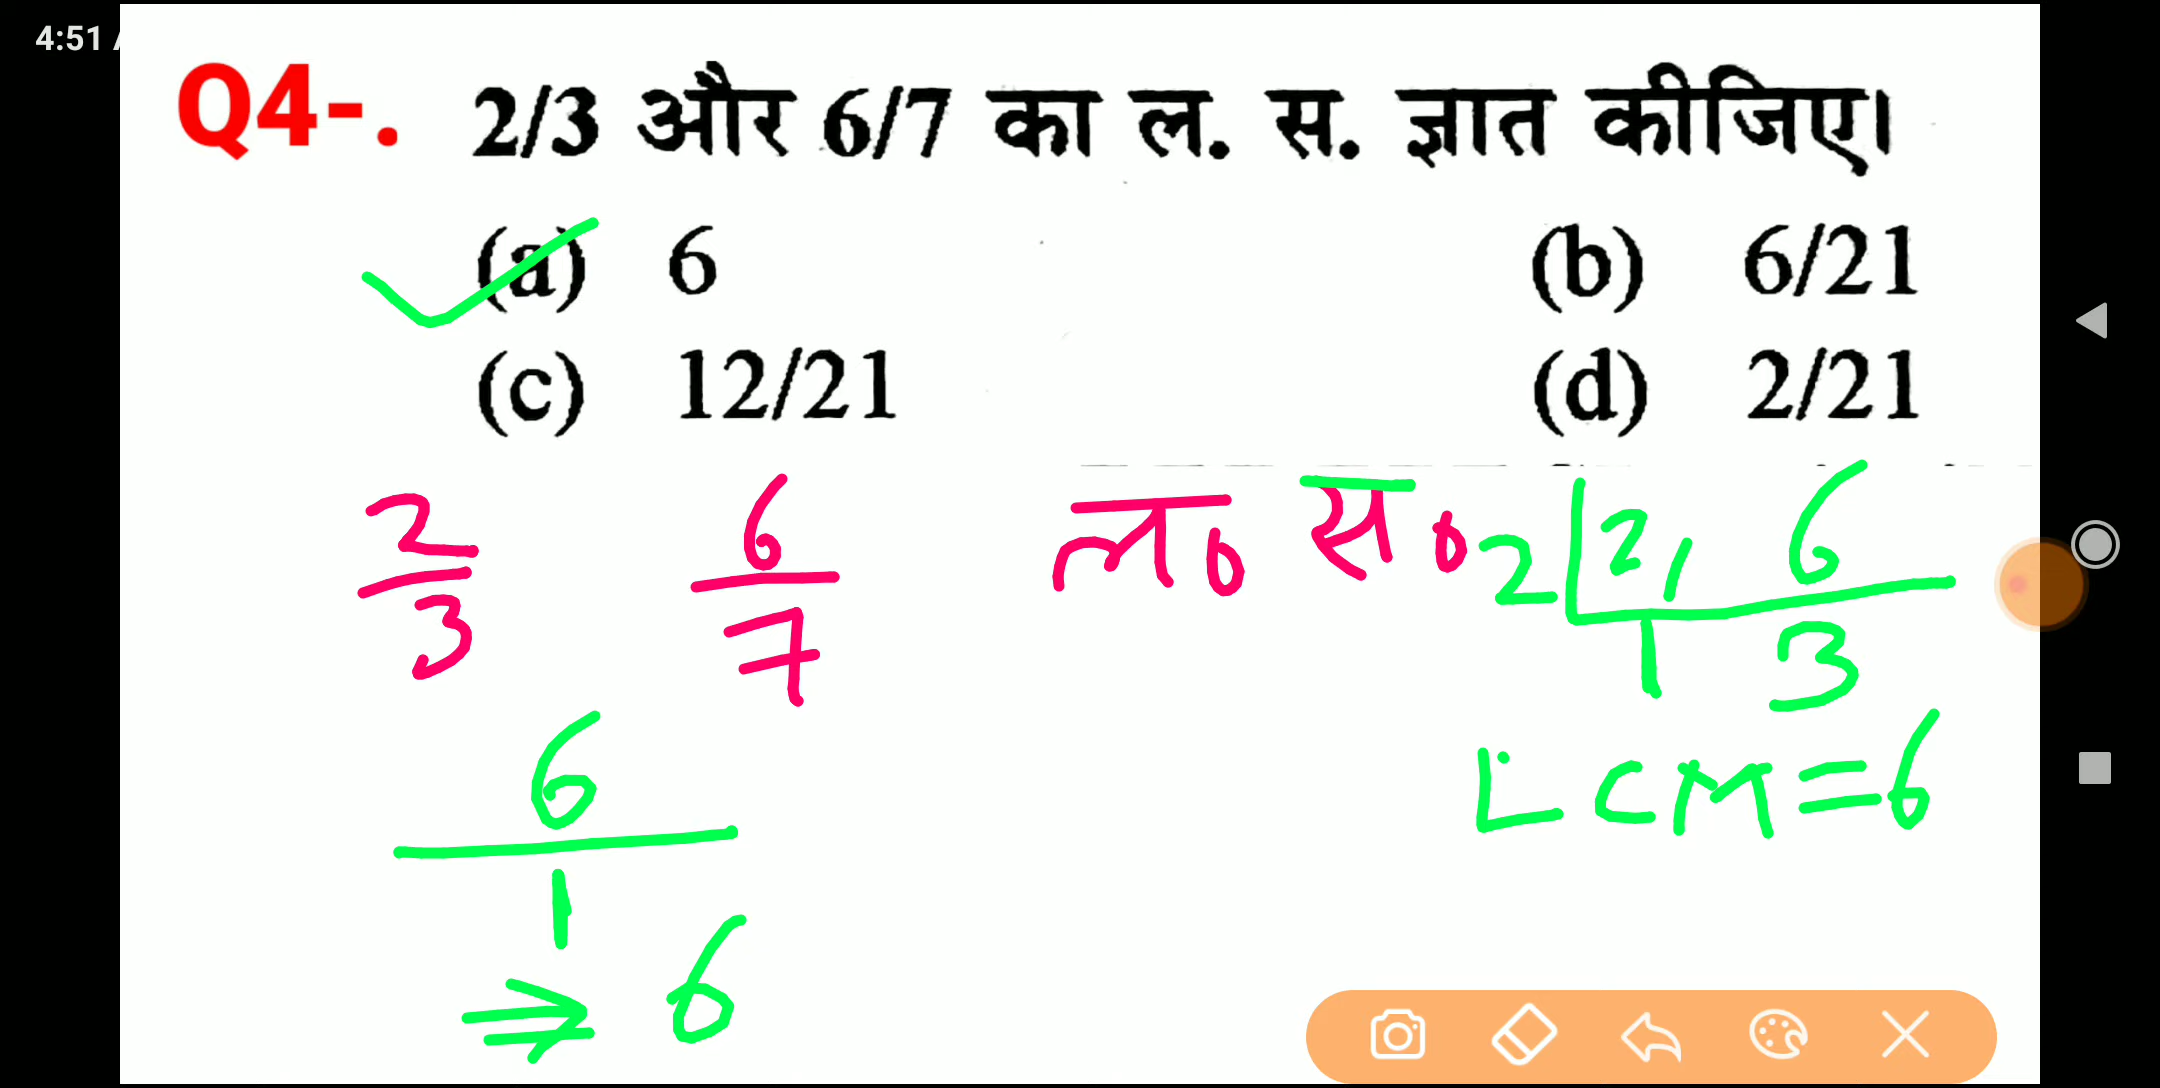 4:51
Q4-. 2/3 और 6/7 का ल. स. ज्ञात कीजिए।
(a) 6 (b) 6/21
(c) 12/21 (d) 2/21
2/3 6/7 ल० स० 2 | 2, 6
1 3
6/1 LCM = 6
⇒ 6